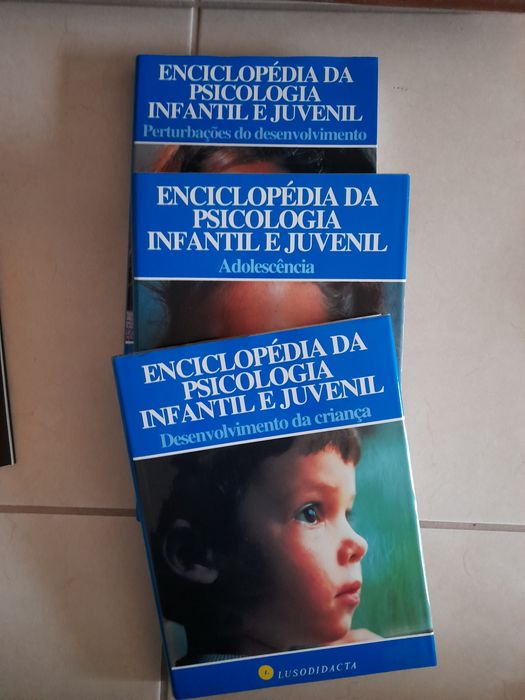 ENCICLOPÉDIA DA
PSICOLOGIA
INFANTIL E JUVENIL
Perturbações do desenvolvimento
ENCICLOPÉDIA DA
PSICOLOGIA
INFANTIL E JUVENIL
Adolescência
ENCICLOPÉDIA DA
PSICOLOGIA
INFANTIL E JUVENIL
Desenvolvimento da criança
LUSODIDACTA